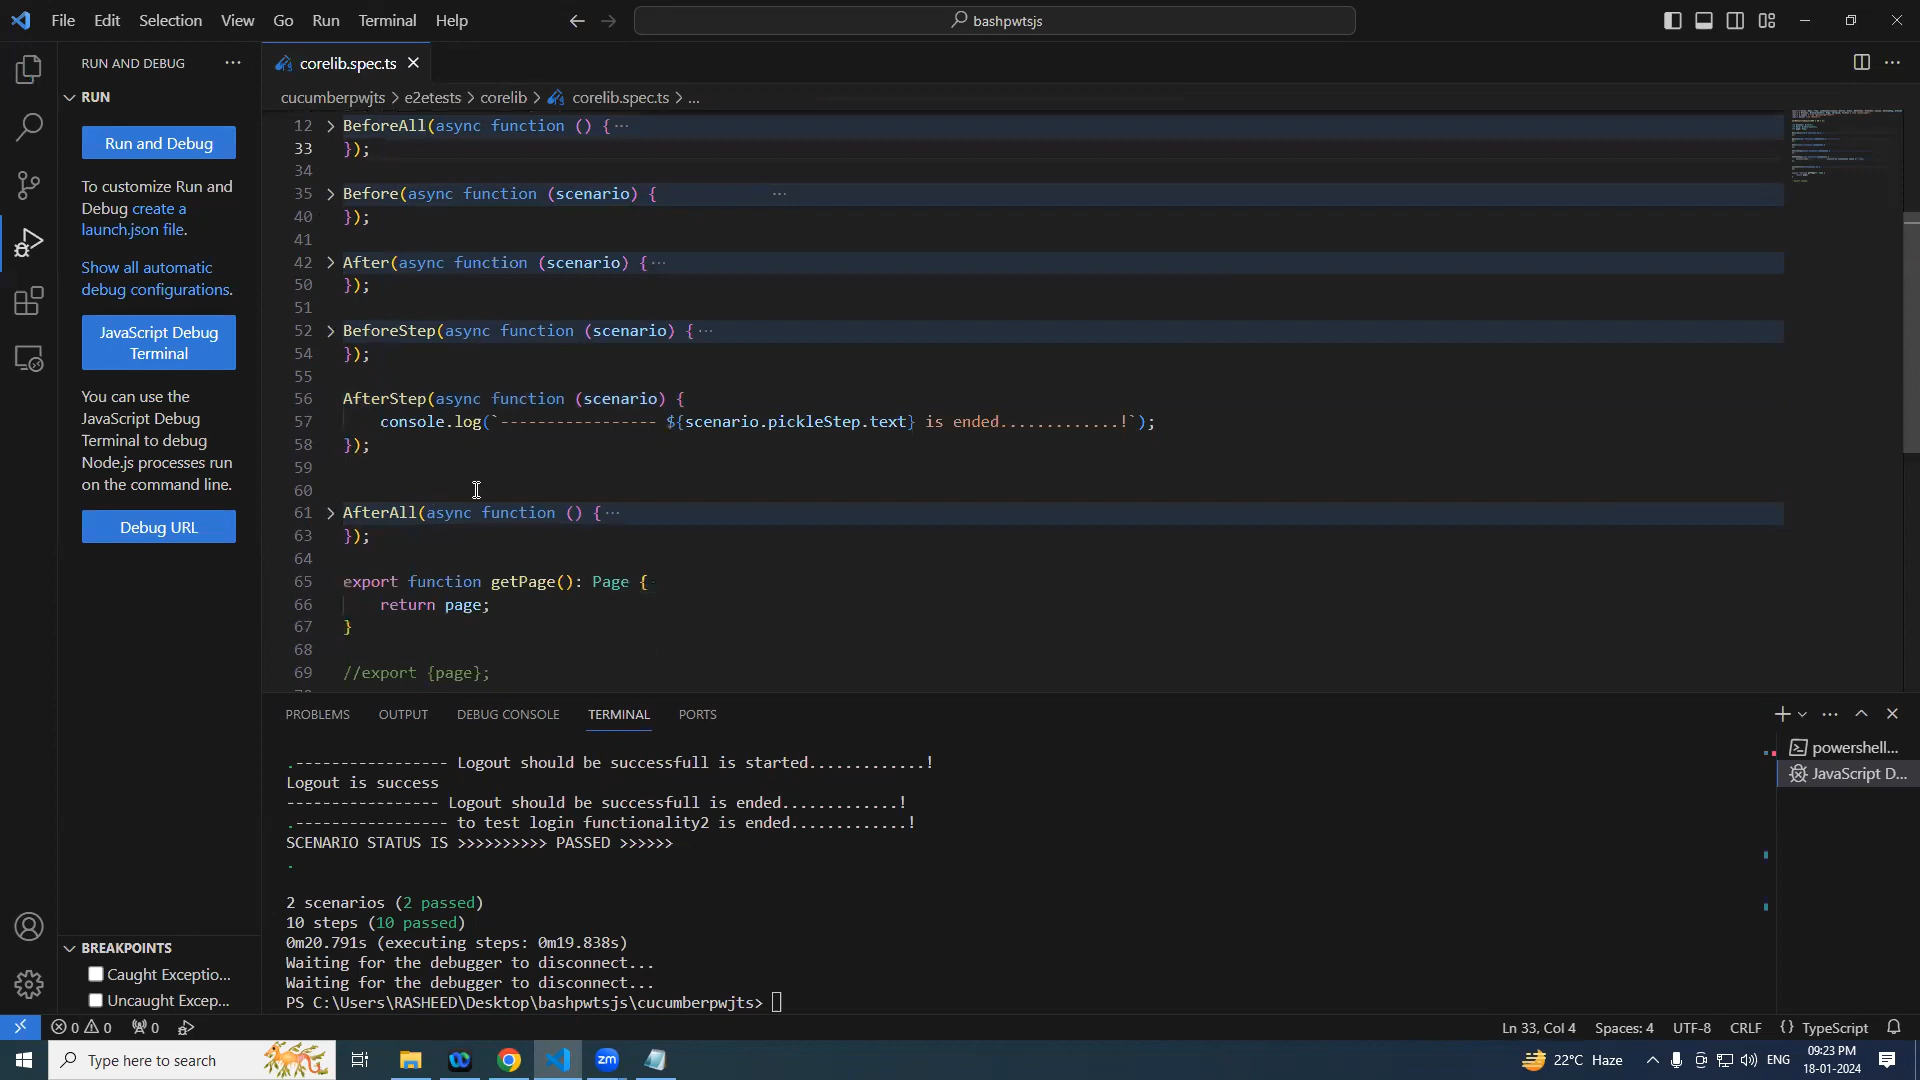 File Edit Selection View Go Run Terminal Help
bashpwtsjs
RUN AND DEBUG ···
RUN
Run and Debug
To customize Run and
Debug create a
launch.json file.
Show all automatic
debug configurations.
JavaScript Debug
Terminal
You can use the
JavaScript Debug
Terminal to debug
Node.js processes run
on the command line.
Debug URL
BREAKPOINTS
Caught Exceptio...
Uncaught Excep...
corelib.spec.ts
cucumberpwjts > e2etests > corelib > corelib.spec.ts > ...
12 > BeforeAll(async function () {···
33 });
34
35 > Before(async function (scenario) { ···
40 });
41
42 > After(async function (scenario) {···
50 });
51
52 > BeforeStep(async function (scenario) {···
54 });
55
56 AfterStep(async function (scenario) {
57 console.log(`----------------- ${scenario.pickleStep.text} is ended.............!`);
58 });
59
60
61 > AfterAll(async function () {···
63 });
64
65 export function getPage(): Page {
66 return page;
67 }
68
69 //export {page};
PROBLEMS OUTPUT DEBUG CONSOLE TERMINAL PORTS
powershell...
JavaScript D...
.----------------- Logout should be successfull is started.............!
Logout is success
----------------- Logout should be successfull is ended.............!
.----------------- to test login functionality2 is ended.............!
SCENARIO STATUS IS >>>>>>>>>> PASSED >>>>>>
.
2 scenarios (2 passed)
10 steps (10 passed)
0m20.791s (executing steps: 0m19.838s)
Waiting for the debugger to disconnect...
Waiting for the debugger to disconnect...
PS C:\Users\RASHEED\Desktop\bashpwtsjs\cucumberpwjts>
0 0 0 Ln 33, Col 4 Spaces: 4 UTF-8 CRLF {} TypeScript
Type here to search
zm
22°C Haze ENG
09:23 PM
18-01-2024